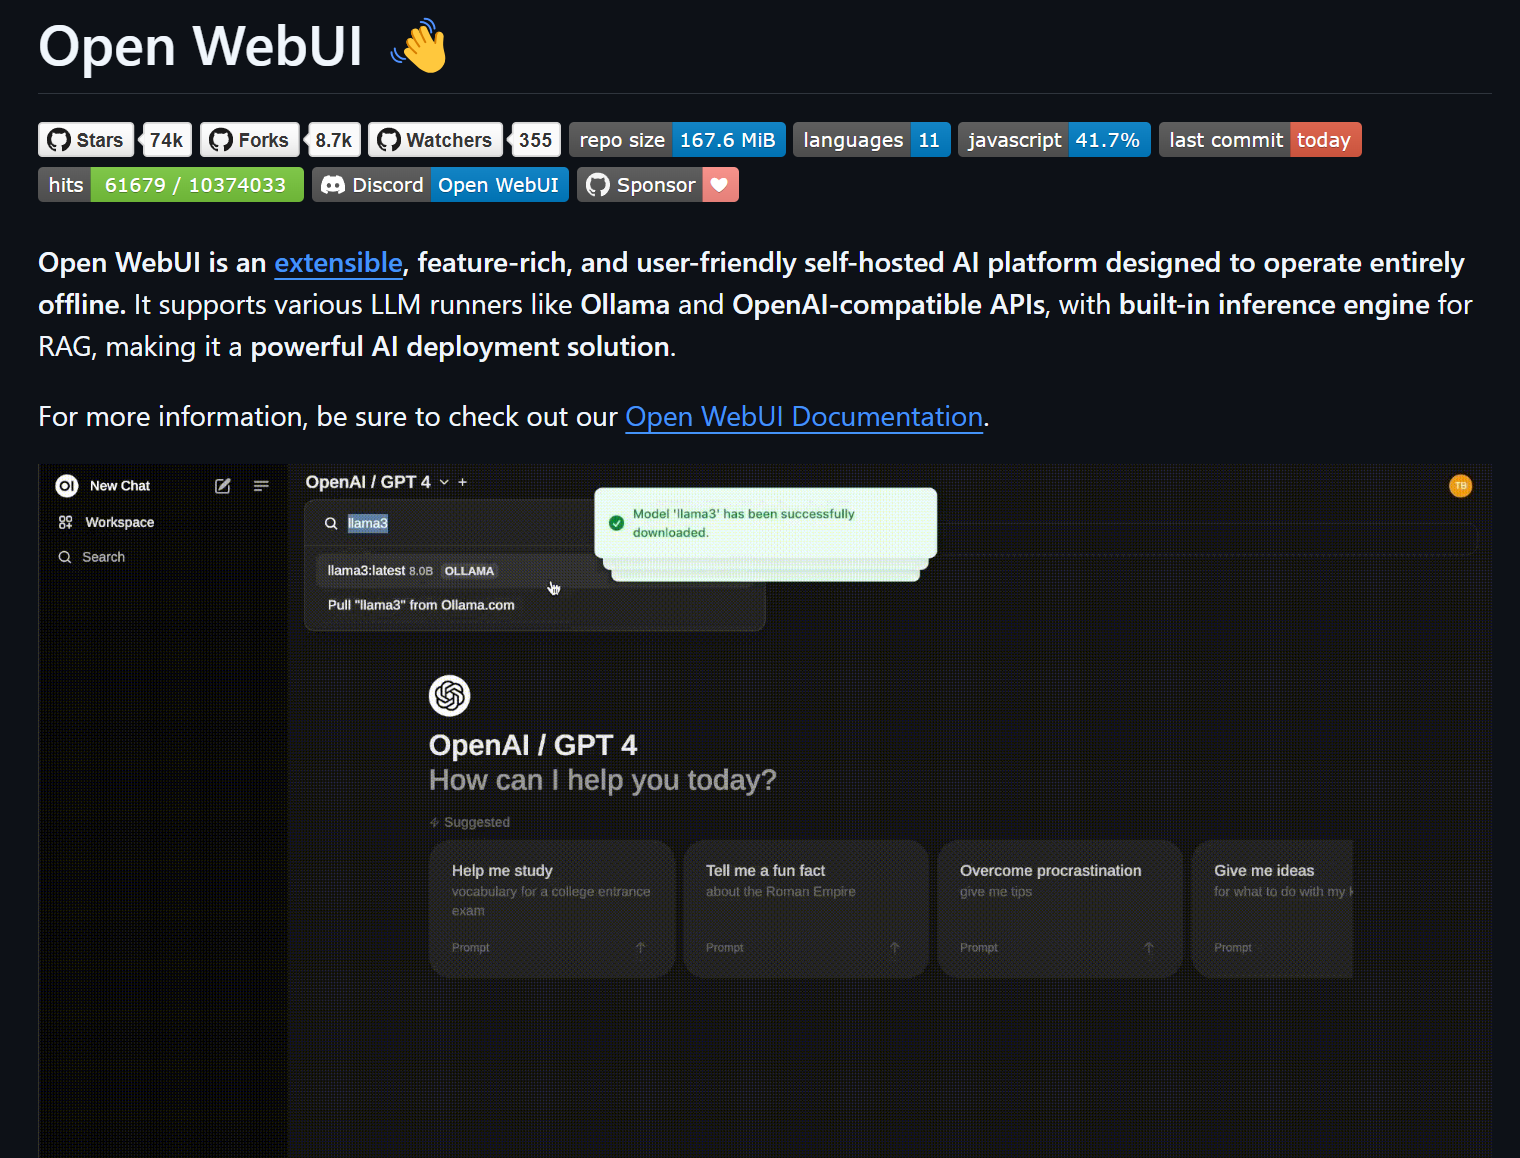 Open WebUI 👋
Stars 74k Forks 8.7k Watchers 355 repo size 167.6 MiB languages 11 javascript 41.7% last commit today
hits 61679 / 10374033 Discord Open WebUI Sponsor
Open WebUI is an extensible, feature-rich, and user-friendly self-hosted AI platform designed to operate entirely
offline. It supports various LLM runners like Ollama and OpenAI-compatible APIs, with built-in inference engine for
RAG, making it a powerful AI deployment solution.
For more information, be sure to check out our Open WebUI Documentation.
OI New Chat
Workspace
Search
OpenAI / GPT 4
TB
llama3
Model 'llama3' has been successfully
downloaded.
llama3:latest 8.0B OLLAMA
Pull "llama3" from Ollama.com
OpenAI / GPT 4
How can I help you today?
Suggested
Help me study
vocabulary for a college entrance
exam
Prompt
Tell me a fun fact
about the Roman Empire
Prompt
Overcome procrastination
give me tips
Prompt
Give me ideas
for what to do with my
Prompt